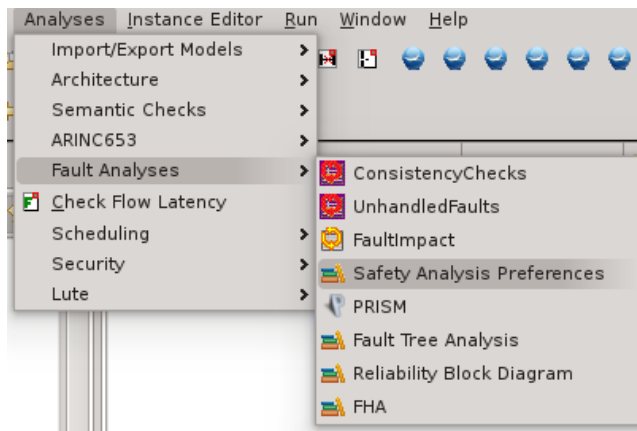 Analyses Instance Editor Run Window Help
Import/Export Models
Architecture
Semantic Checks
ARINC653
Fault Analyses
Check Flow Latency
Scheduling
Security
Lute
ConsistencyChecks
UnhandledFaults
FaultImpact
Safety Analysis Preferences
PRISM
Fault Tree Analysis
Reliability Block Diagram
FHA